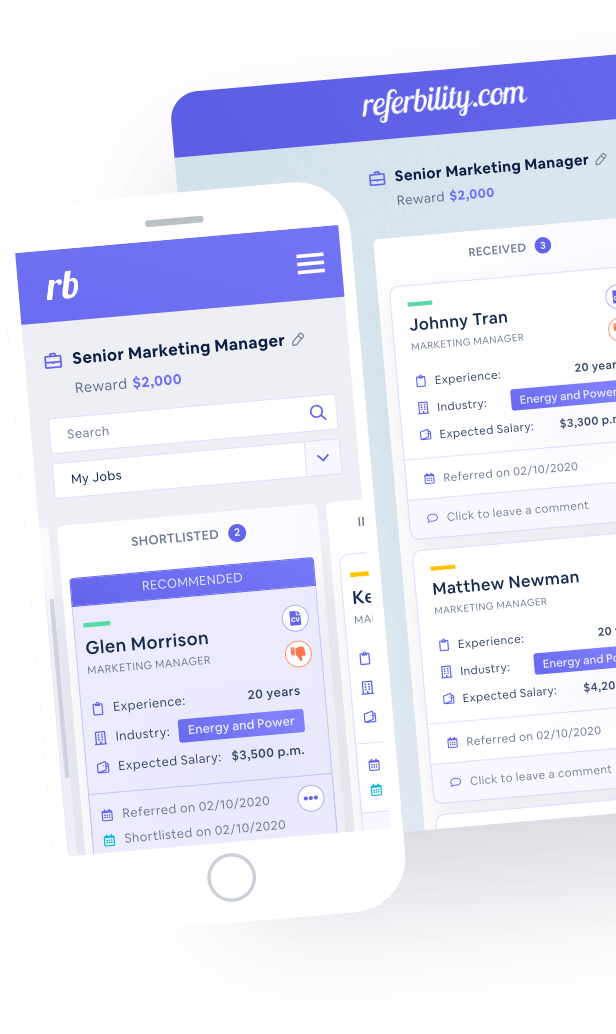 referbility.com
Senior Marketing Manager
Reward $2,000
RECEIVED 3
Johnny Tran
MARKETING MANAGER
Experience: 20 year
Industry: Energy and Power
Expected Salary: $3,300 p.m
Referred on 02/10/2020
Click to leave a comment
Matthew Newman
MARKETING MANAGER
Experience: 20
Industry: Energy and Po
Expected Salary: $4,20
Referred on 02/10/2020
Click to leave a comment
rb
Senior Marketing Manager
Reward $2,000
Search
My Jobs
SHORTLISTED 2
RECOMMENDED
CV
Glen Morrison
MARKETING MANAGER
Experience: 20 years
Industry: Energy and Power
Expected Salary: $3,500 p.m.
Referred on 02/10/2020
Shortlisted on 02/10/2020
Ke
MA